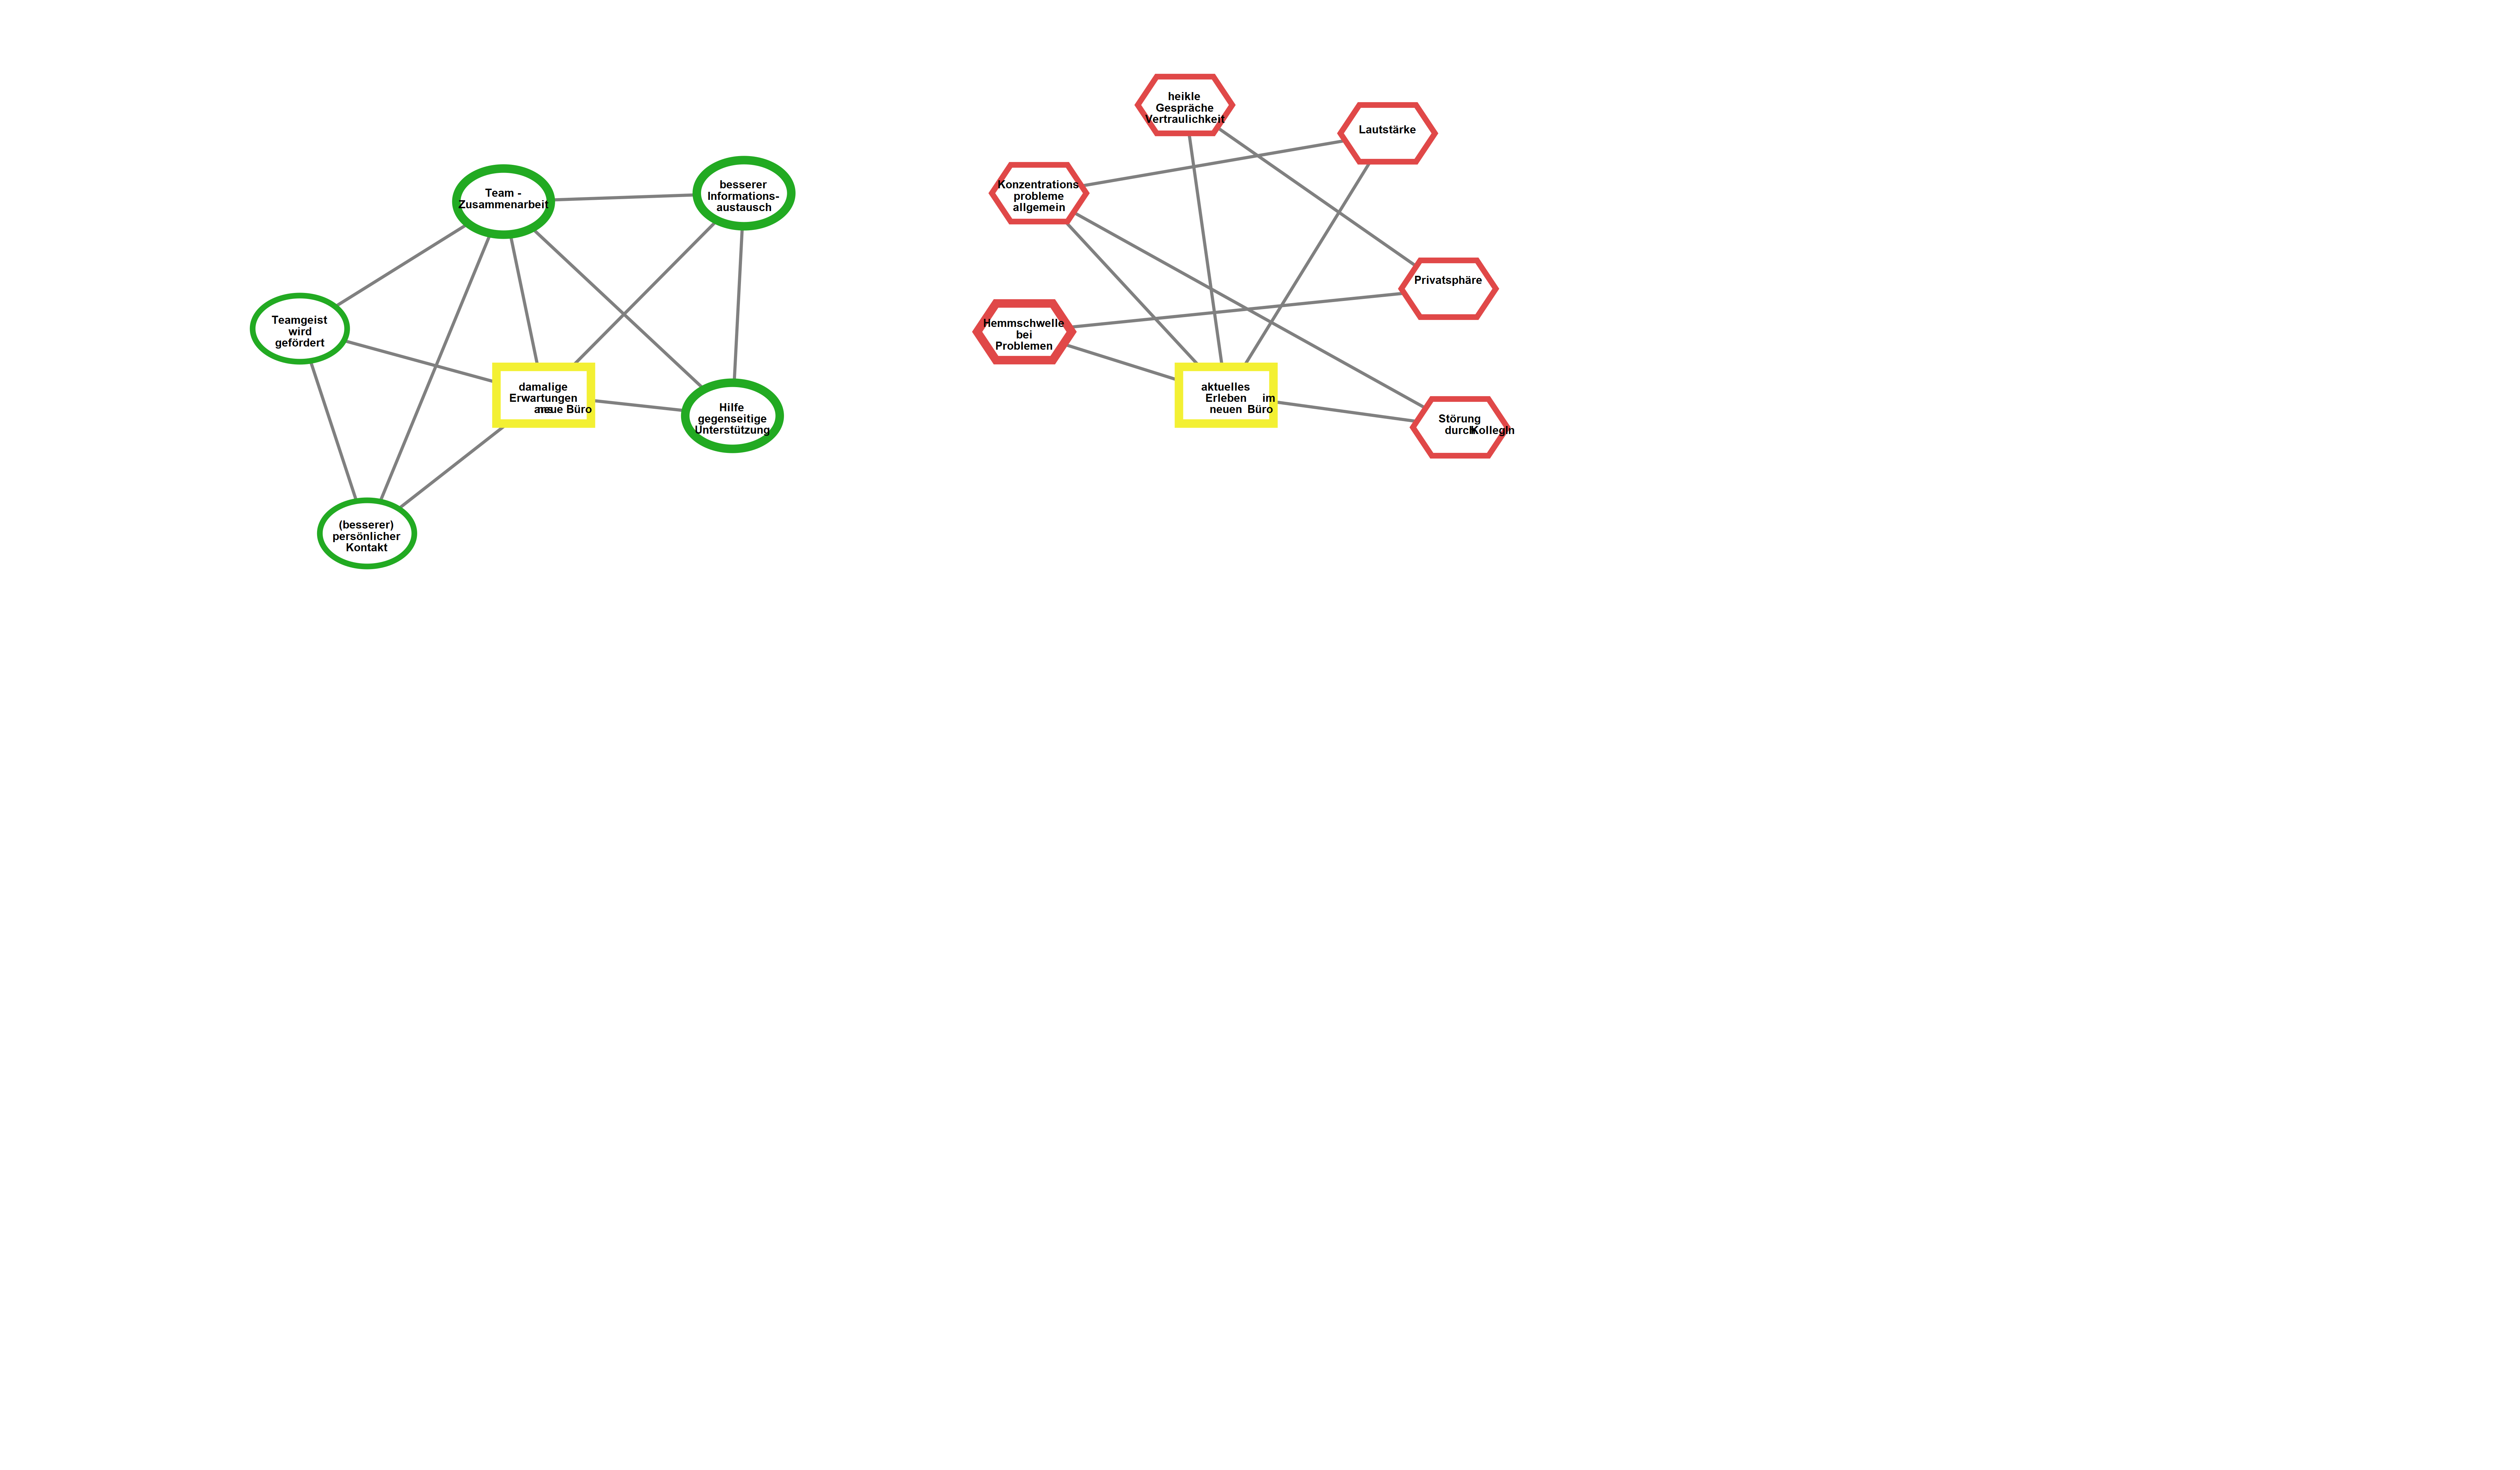 heikle
Gespräche
Vertraulichkeit
Lautstärke
Konzentrations
probleme
allgemein
besserer
Informations-
austausch
Team -
Zusammenarbeit
Privatsphäre
Teamgeist
wird
gefördert
Hemmschwelle
bei
Problemen
damalige
Erwartungen
ans neue Büro
aktuelles
Erleben im
neuen Büro
Hilfe
gegenseitige
Unterstützung
Störung
durch KollegIn
(besserer)
persönlicher
Kontakt